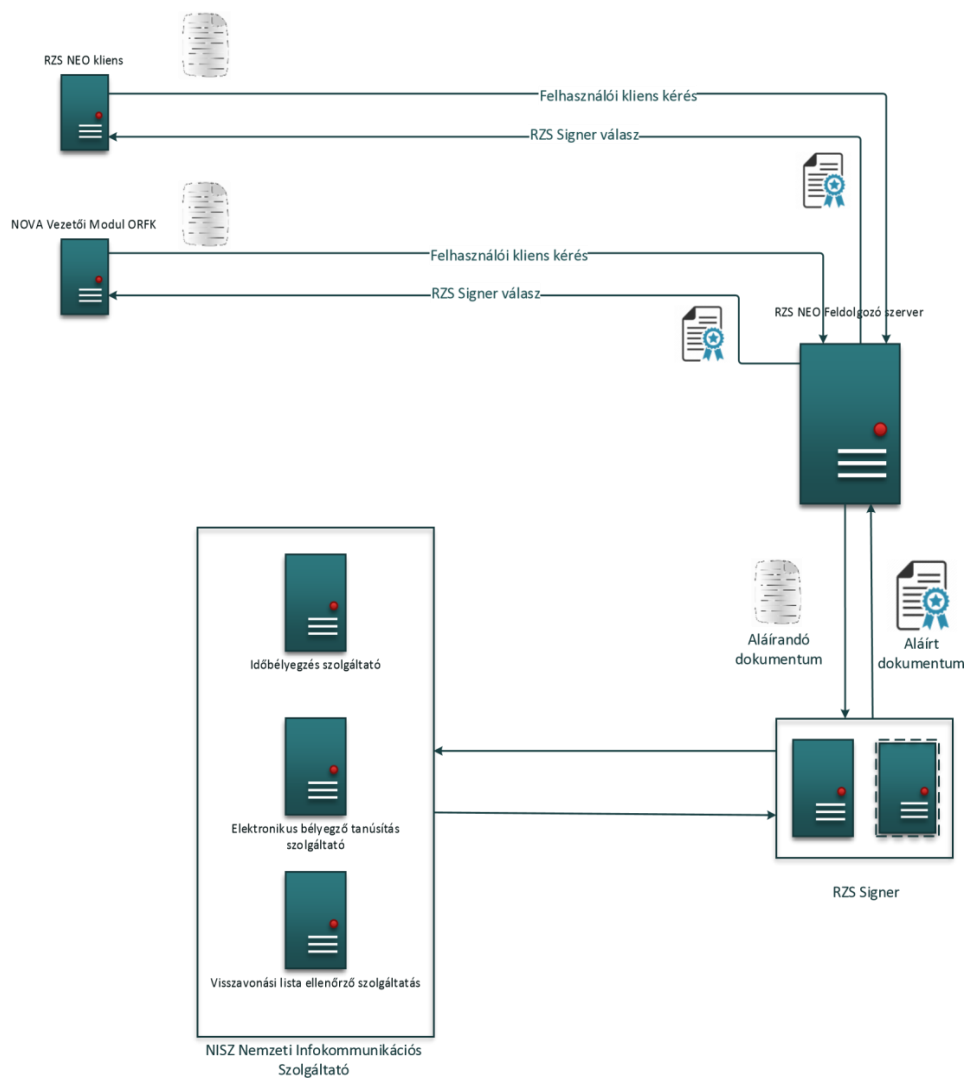 RZS NEO kliens
Felhasználói kliens kérés
RZS Signer válasz
NOVA Vezetői Modul ORFK
Felhasználói kliens kérés
RZS Signer válasz
RZS NEO Feldolgozó szerver
Aláírandó
dokumentum
Aláírt
dokumentum
Időbélyegzés szolgáltató
Elektronikus bélyegző tanúsítás
szolgáltató
Visszavonási lista ellenőrző szolgáltatás
RZS Signer
NISZ Nemzeti Infokommunikációs
Szolgáltató